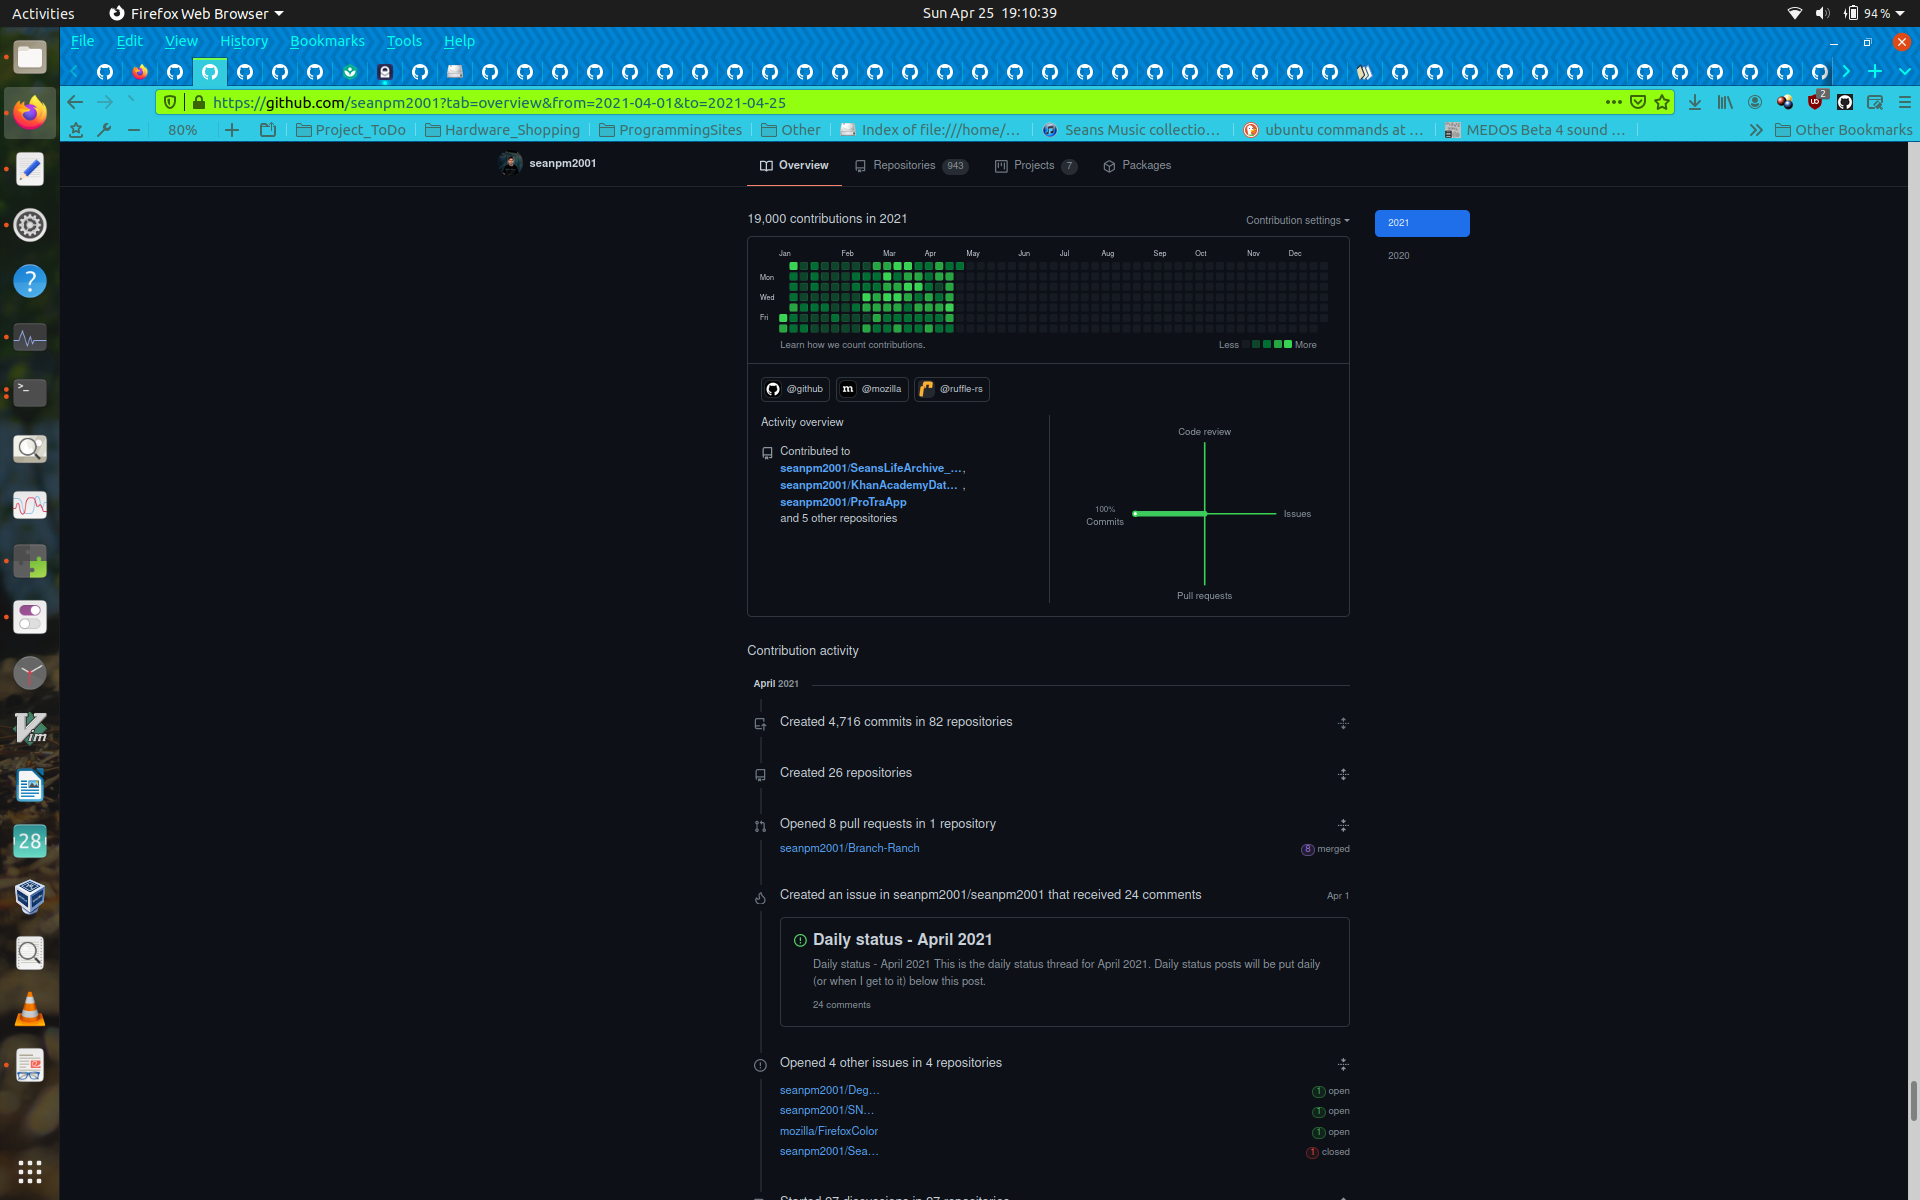 Activities
Firefox Web Browser
Sun Apr 25 19:10:39
94 %
File Edit View History Bookmarks Tools Help
https://github.com/seanpm2001?tab=overview&from=2021-04-01&to=2021-04-25
2
80%
Project_ToDo
Hardware_Shopping
ProgrammingSites
Other
Index of file:///home/...
Seans Music collectio...
ubuntu commands at ...
MEDOS Beta 4 sound ...
Other Bookmarks
seanpm2001
Overview
Repositories 943
Projects 7
Packages
19,000 contributions in 2021
Contribution settings
2021
2020
Jan Feb Mar Apr May Jun Jul Aug Sep Oct Nov Dec
Mon
Wed
Fri
Learn how we count contributions.
Less More
@github
m @mozilla
@ruffle-rs
Activity overview
Contributed to
seanpm2001/SeansLifeArchive_...,
seanpm2001/KhanAcademyDat... ,
seanpm2001/ProTraApp
and 5 other repositories
Code review
100%
Commits
Issues
Pull requests
Contribution activity
April 2021
Created 4,716 commits in 82 repositories
Created 26 repositories
Opened 8 pull requests in 1 repository
seanpm2001/Branch-Ranch
8 merged
Created an issue in seanpm2001/seanpm2001 that received 24 comments
Apr 1
Daily status - April 2021
Daily status - April 2021 This is the daily status thread for April 2021. Daily status posts will be put daily
(or when I get to it) below this post.
24 comments
Opened 4 other issues in 4 repositories
seanpm2001/Deg...
1 open
seanpm2001/SN...
1 open
mozilla/FirefoxColor
1 open
seanpm2001/Sea...
1 closed
28
Vim